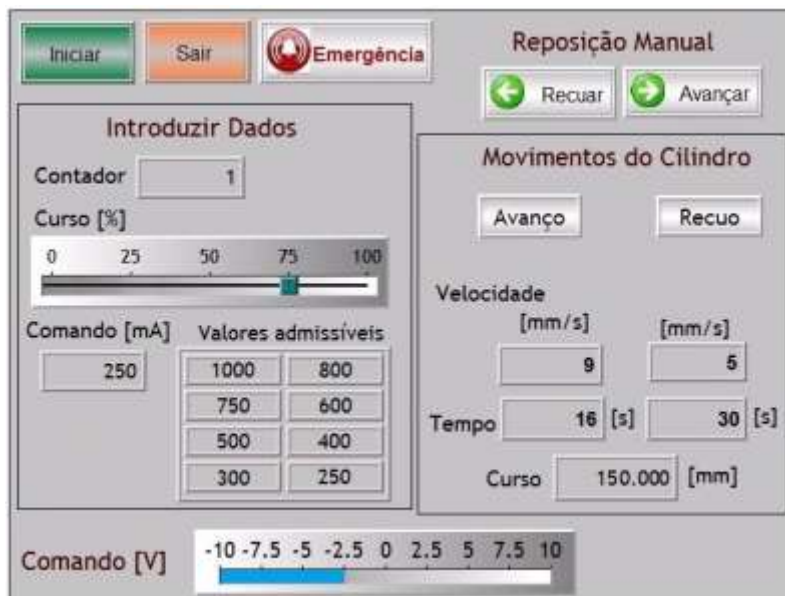 Iniciar Sair Emergência
Reposição Manual
Recuar Avançar
Introduzir Dados
Contador 1
Curso [%]
0 25 50 75 100
Comando [mA] Valores admissíveis
250
1000 800
750 600
500 400
300 250
Movimentos do Cilindro
Avanço Recuo
Velocidade
[mm/s] [mm/s]
9 5
Tempo 16 [s] 30 [s]
Curso 150.000 [mm]
Comando [V] -10 -7.5 -5 -2.5 0 2.5 5 7.5 10